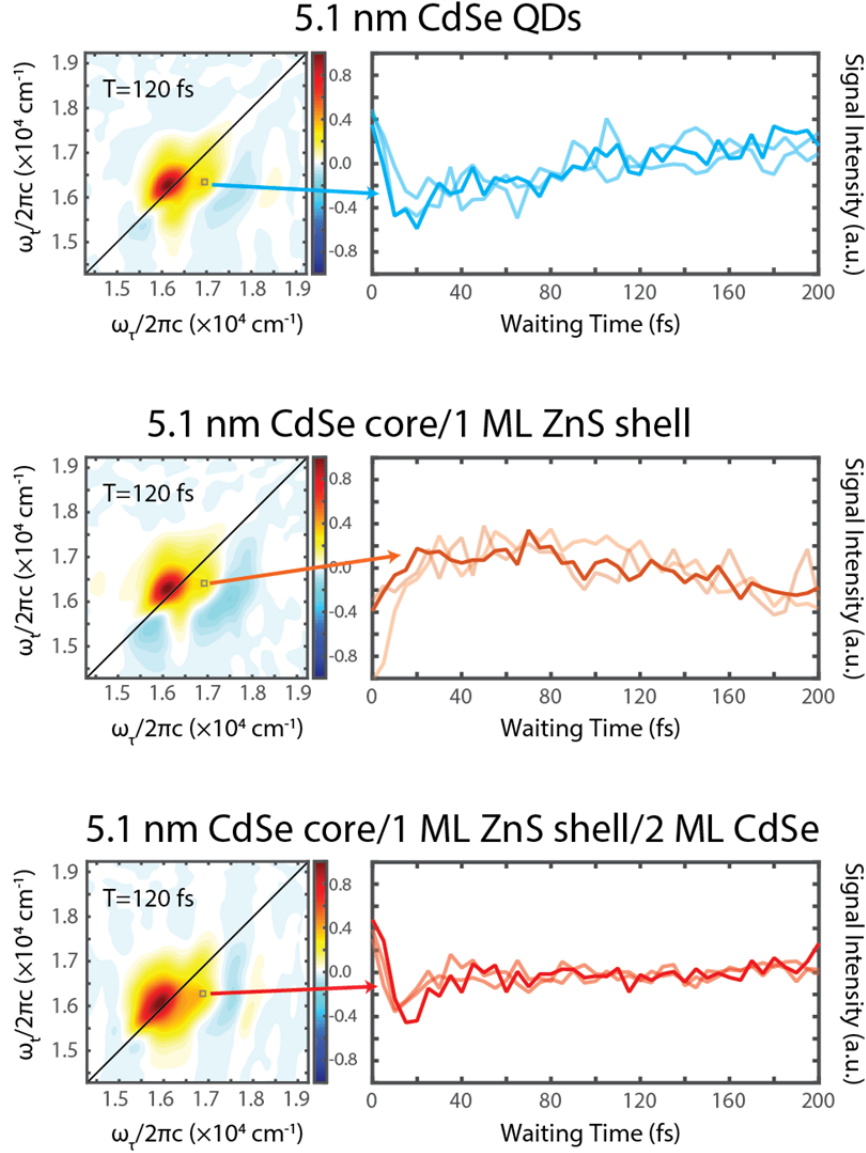 5.1 nm CdSe QDs
T=120 fs
1.9
1.8
1.7
1.6
1.5
ωt/2πc (×10⁴ cm⁻¹)
1.5 1.6 1.7 1.8 1.9
ωτ/2πc (×10⁴ cm⁻¹)
0.8
0.4
0.0
-0.4
-0.8
Signal Intensity (a.u.)
0 40 80 120 160 200
Waiting Time (fs)
5.1 nm CdSe core/1 ML ZnS shell
T=120 fs
1.9
1.8
1.7
1.6
1.5
ωt/2πc (×10⁴ cm⁻¹)
1.5 1.6 1.7 1.8 1.9
ωτ/2πc (×10⁴ cm⁻¹)
0.8
0.4
0.0
-0.4
-0.8
Signal Intensity (a.u.)
0 40 80 120 160 200
Waiting Time (fs)
5.1 nm CdSe core/1 ML ZnS shell/2 ML CdSe
T=120 fs
1.9
1.8
1.7
1.6
1.5
ωt/2πc (×10⁴ cm⁻¹)
1.5 1.6 1.7 1.8 1.9
ωτ/2πc (×10⁴ cm⁻¹)
0.8
0.4
0.0
-0.4
-0.8
Signal Intensity (a.u.)
0 40 80 120 160 200
Waiting Time (fs)